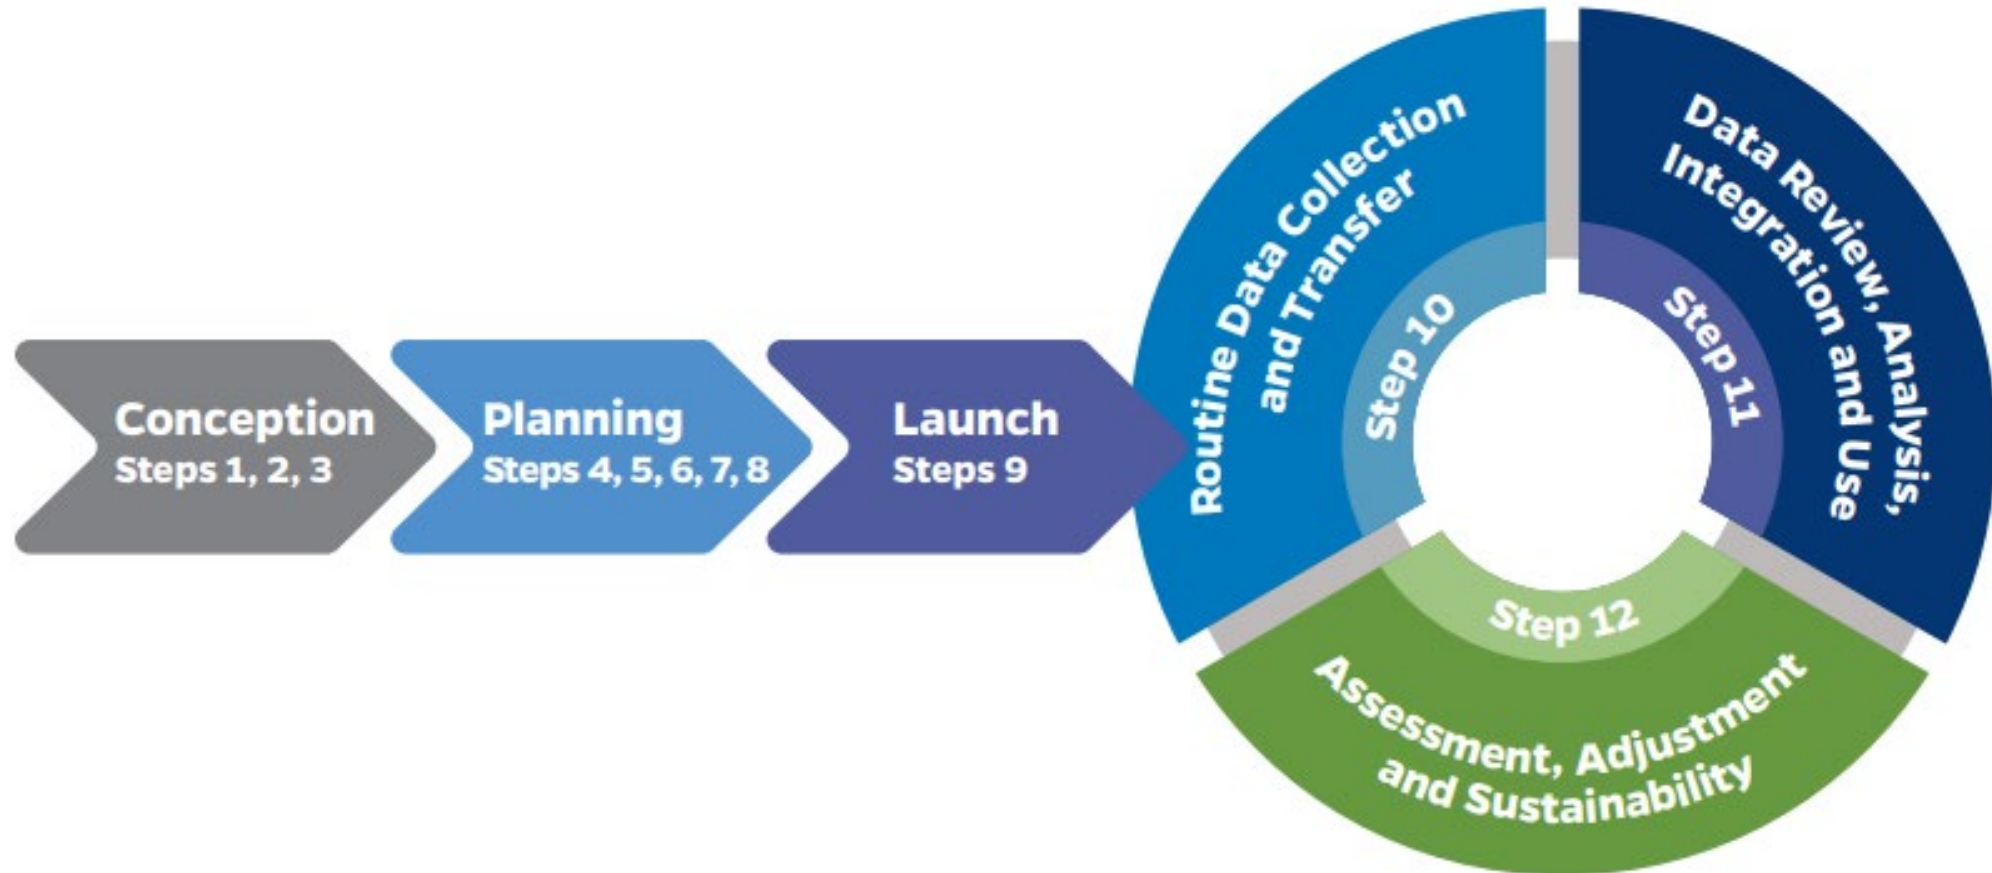 Conception
Steps 1, 2, 3
Planning
Steps 4, 5, 6, 7, 8
Launch
Steps 9
Routine Data Collection
and Transfer
Step 10
Data Review, Analysis,
Integration and Use
Step 11
Step 12
Assessment, Adjustment
and Sustainability